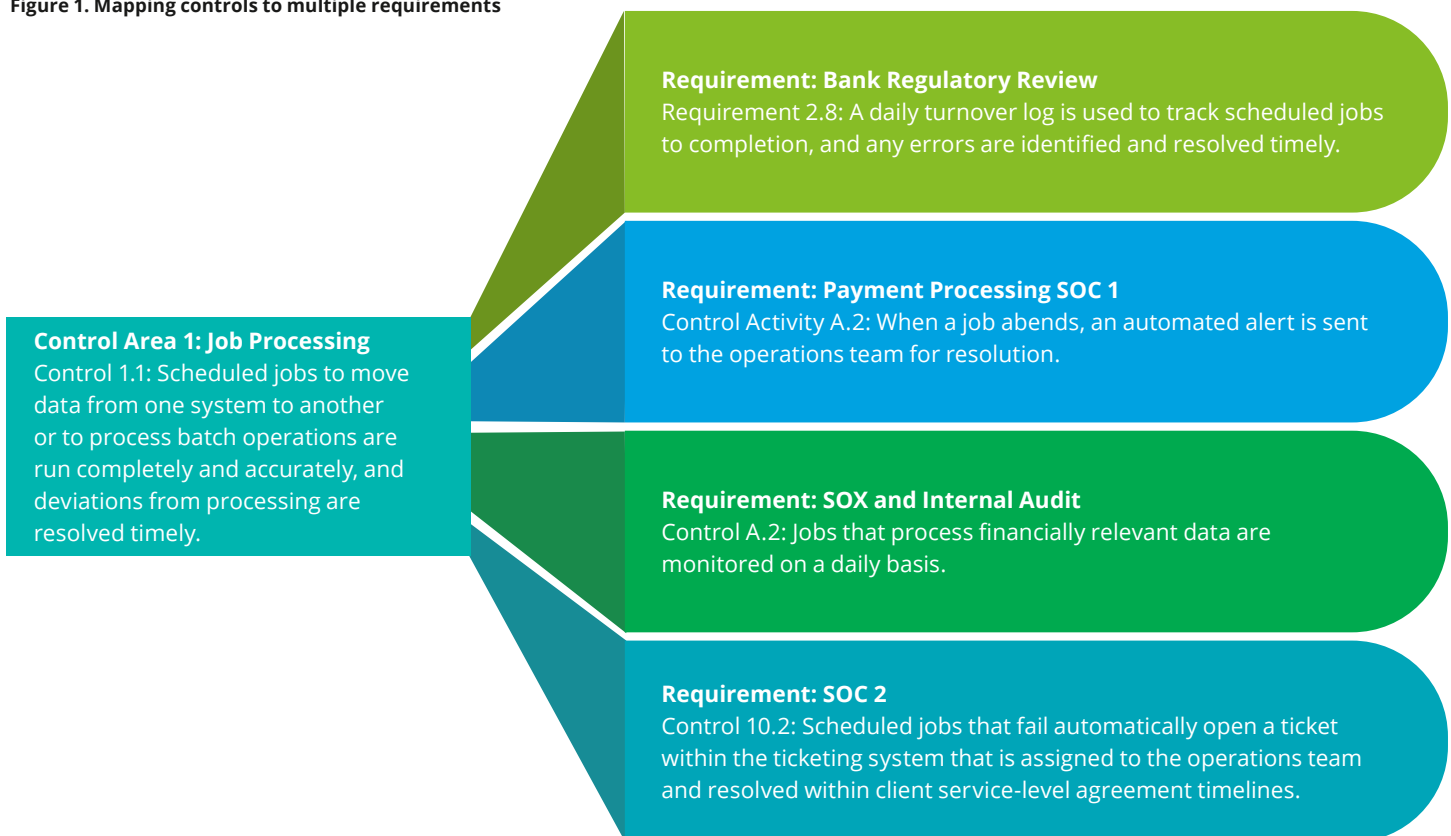 Figure 1. Mapping controls to multiple requirements
Requirement: Bank Regulatory Review
Requirement 2.8: A daily turnover log is used to track scheduled jobs
to completion, and any errors are identified and resolved timely.
Requirement: Payment Processing SOC 1
Control Activity A.2: When a job abends, an automated alert is sent
to the operations team for resolution.
Control Area 1: Job Processing
Control 1.1: Scheduled jobs to move
data from one system to another
or to process batch operations are
run completely and accurately, and
deviations from processing are
resolved timely.
Requirement: SOX and Internal Audit
Control A.2: Jobs that process financially relevant data are
monitored on a daily basis.
Requirement: SOC 2
Control 10.2: Scheduled jobs that fail automatically open a ticket
within the ticketing system that is assigned to the operations team
and resolved within client service-level agreement timelines.